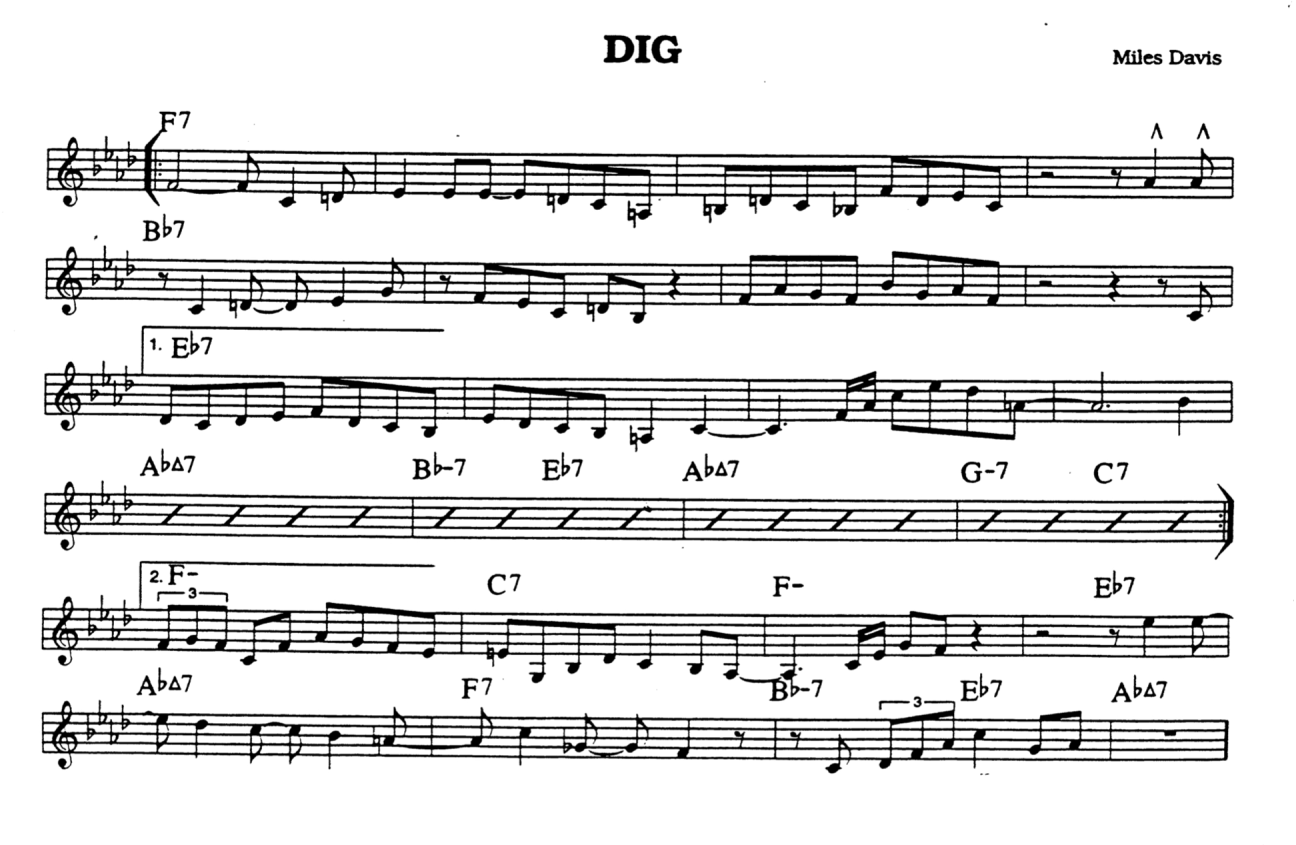 DIG
Miles Davis
F7
B♭7
1. E♭7
A♭Δ7 B♭-7 E♭7 A♭Δ7 G-7 C7
2. F- C7 F- E♭7
3
A♭Δ7 F7 B♭-7 E♭7 A♭Δ7
3